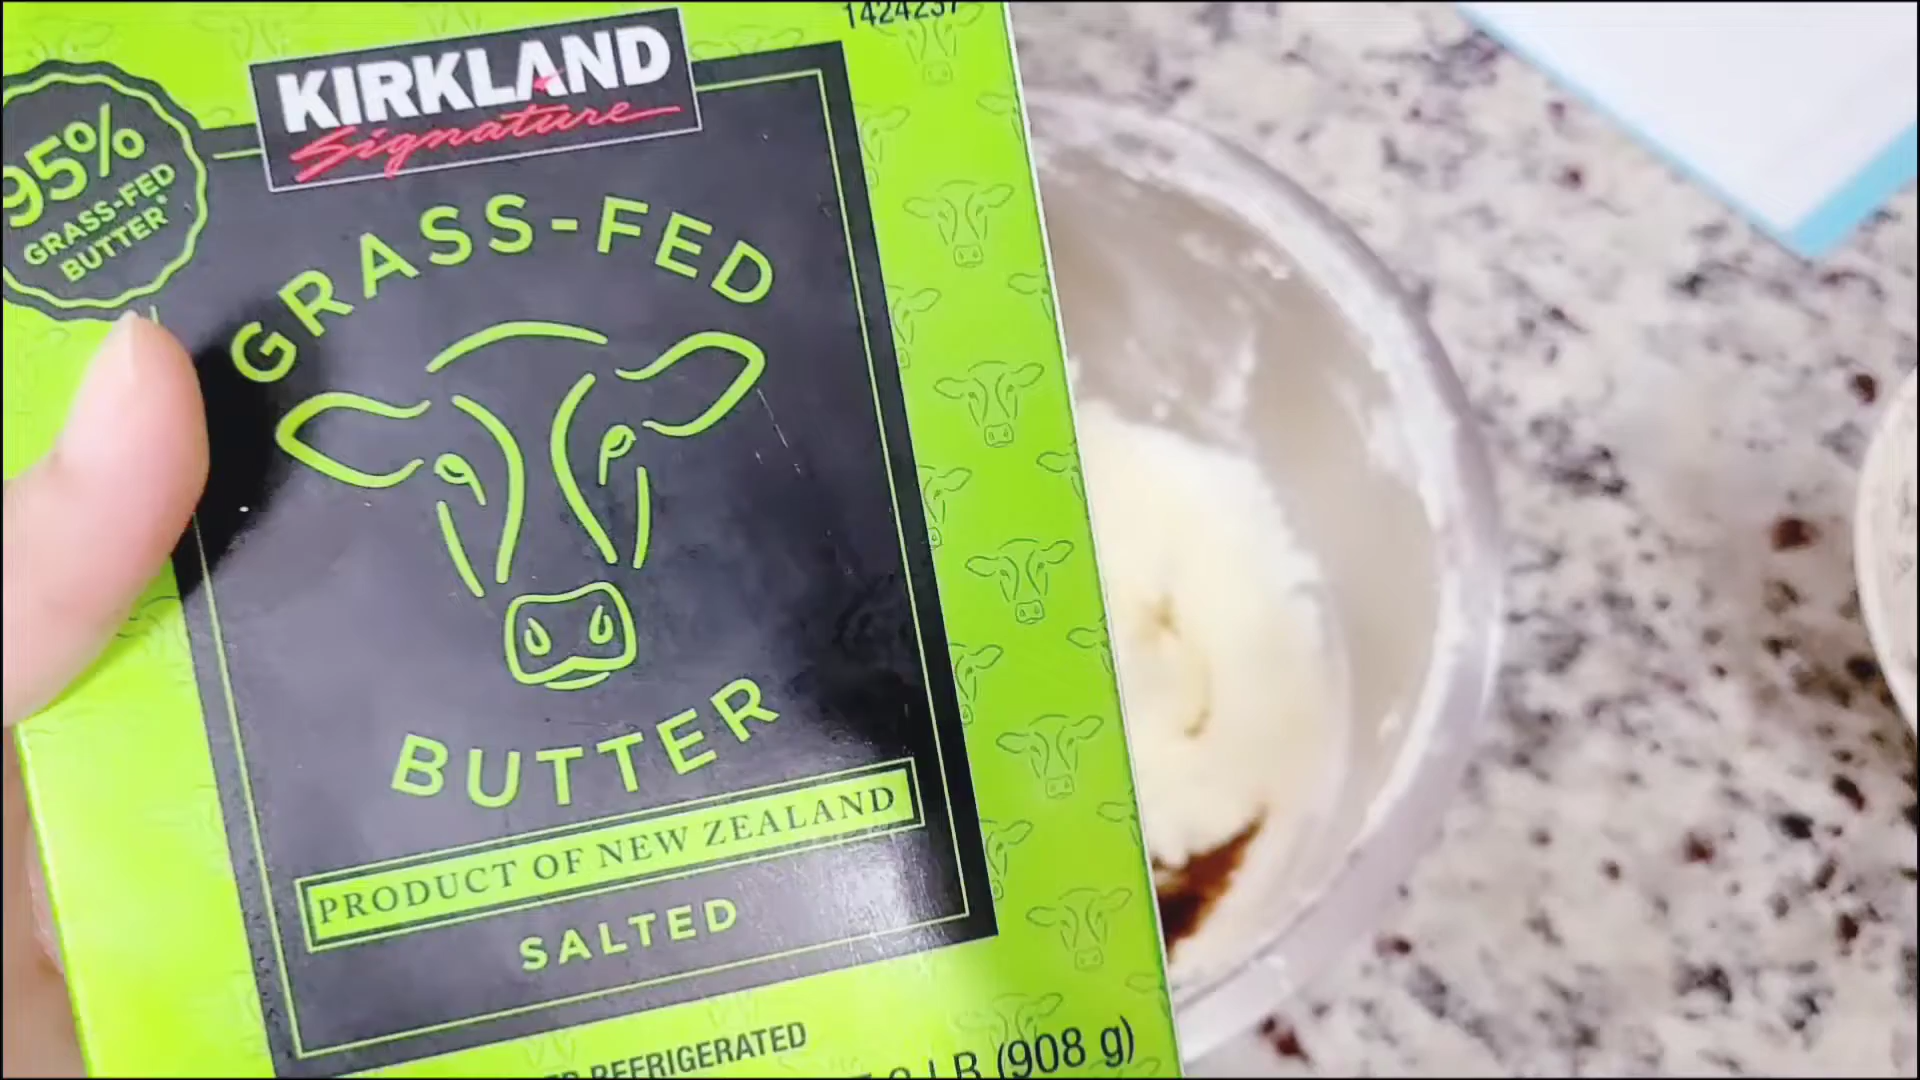 1424237
KIRKLAND
Signature
95%
GRASS-FED
BUTTER*
GRASS-FED
BUTTER
PRODUCT OF NEW ZEALAND
SALTED
REFRIGERATED
LB (908 g)